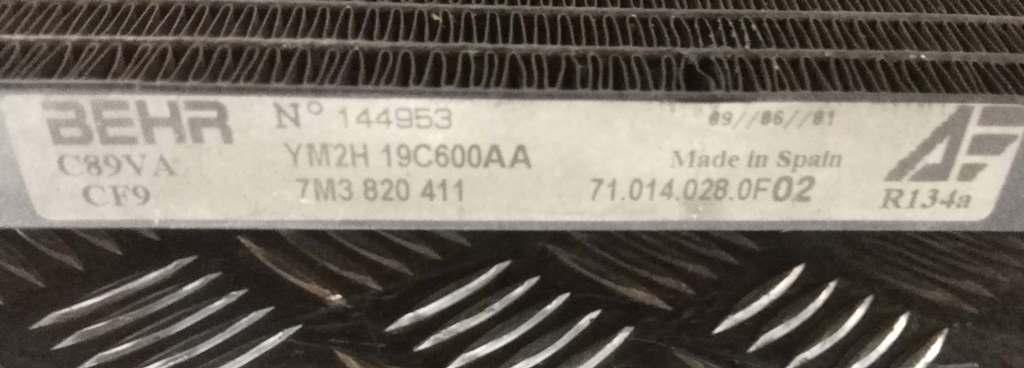 BEHR N° 144953 09//06//01
C89VA YM2H 19C600AA Made in Spain
CF9 7M3 820 411 71.014.028.0F02 R134a